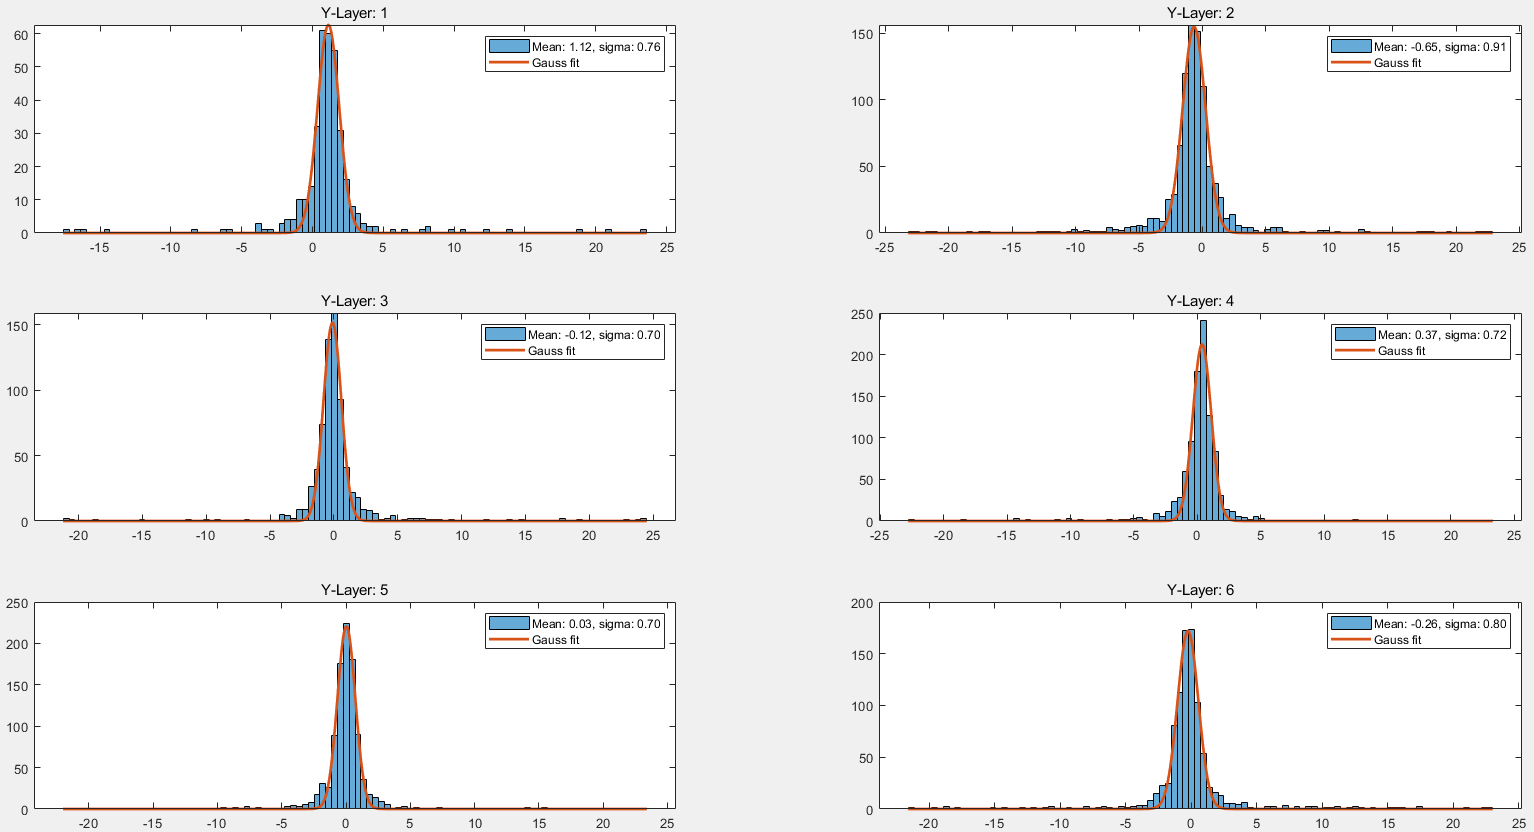 Y-Layer: 1
60
50
40
30
20
10
0
-15 -10 -5 0 5 10 15 20 25
Mean: 1.12, sigma: 0.76
Gauss fit
Y-Layer: 2
150
100
50
0
-25 -20 -15 -10 -5 0 5 10 15 20 25
Mean: -0.65, sigma: 0.91
Gauss fit
Y-Layer: 3
150
100
50
0
-20 -15 -10 -5 0 5 10 15 20 25
Mean: -0.12, sigma: 0.70
Gauss fit
Y-Layer: 4
250
200
150
100
50
0
-25 -20 -15 -10 -5 0 5 10 15 20 25
Mean: 0.37, sigma: 0.72
Gauss fit
Y-Layer: 5
250
200
150
100
50
0
-20 -15 -10 -5 0 5 10 15 20 25
Mean: 0.03, sigma: 0.70
Gauss fit
Y-Layer: 6
200
150
100
50
0
-20 -15 -10 -5 0 5 10 15 20 25
Mean: -0.26, sigma: 0.80
Gauss fit